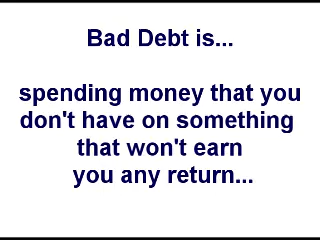 Bad Debt is...
spending money that you
don't have on something
that won't earn
you any return...